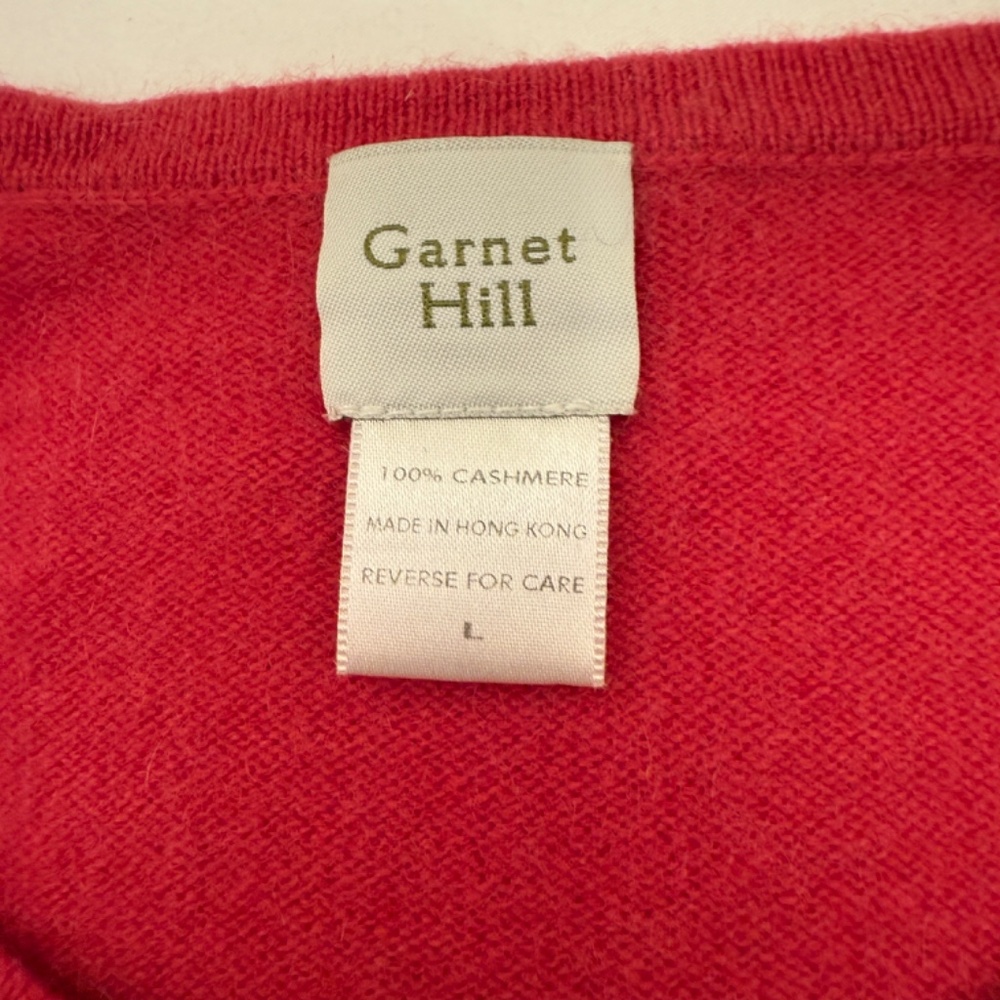 Garnet
Hill
100% CASHMERE
MADE IN HONG KONG
REVERSE FOR CARE
L